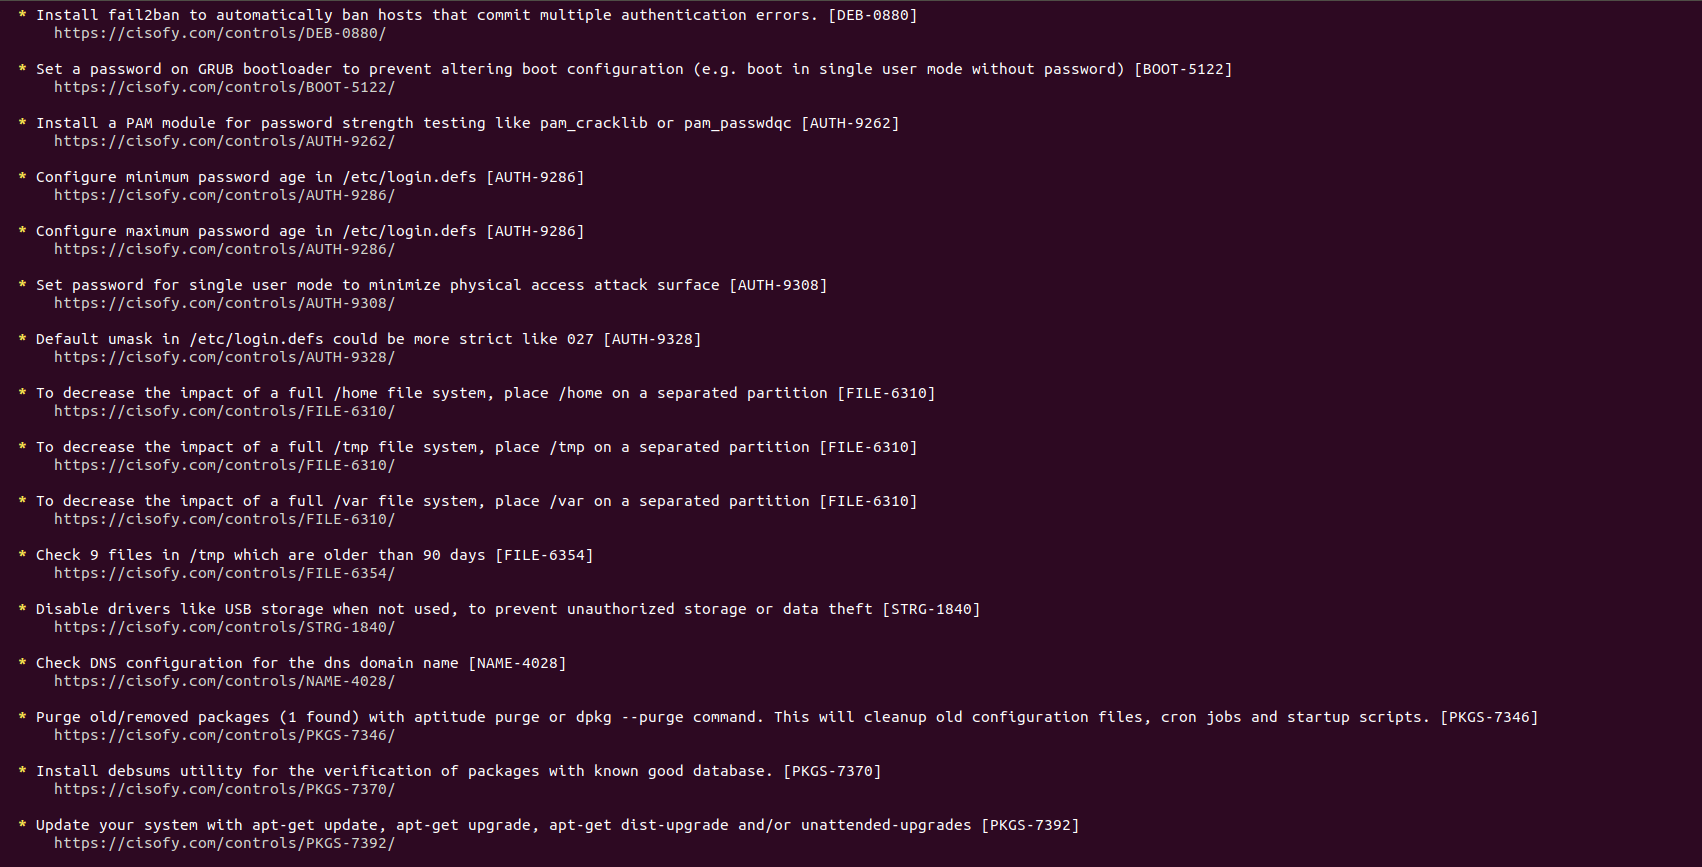 * Install fail2ban to automatically ban hosts that commit multiple authentication errors. [DEB-0880]
https://cisofy.com/controls/DEB-0880/
* Set a password on GRUB bootloader to prevent altering boot configuration (e.g. boot in single user mode without password) [BOOT-5122]
https://cisofy.com/controls/BOOT-5122/
* Install a PAM module for password strength testing like pam_cracklib or pam_passwdqc [AUTH-9262]
https://cisofy.com/controls/AUTH-9262/
* Configure minimum password age in /etc/login.defs [AUTH-9286]
https://cisofy.com/controls/AUTH-9286/
* Configure maximum password age in /etc/login.defs [AUTH-9286]
https://cisofy.com/controls/AUTH-9286/
* Set password for single user mode to minimize physical access attack surface [AUTH-9308]
https://cisofy.com/controls/AUTH-9308/
* Default umask in /etc/login.defs could be more strict like 027 [AUTH-9328]
https://cisofy.com/controls/AUTH-9328/
* To decrease the impact of a full /home file system, place /home on a separated partition [FILE-6310]
https://cisofy.com/controls/FILE-6310/
* To decrease the impact of a full /tmp file system, place /tmp on a separated partition [FILE-6310]
https://cisofy.com/controls/FILE-6310/
* To decrease the impact of a full /var file system, place /var on a separated partition [FILE-6310]
https://cisofy.com/controls/FILE-6310/
* Check 9 files in /tmp which are older than 90 days [FILE-6354]
https://cisofy.com/controls/FILE-6354/
* Disable drivers like USB storage when not used, to prevent unauthorized storage or data theft [STRG-1840]
https://cisofy.com/controls/STRG-1840/
* Check DNS configuration for the dns domain name [NAME-4028]
https://cisofy.com/controls/NAME-4028/
* Purge old/removed packages (1 found) with aptitude purge or dpkg --purge command. This will cleanup old configuration files, cron jobs and startup scripts. [PKGS-7346]
https://cisofy.com/controls/PKGS-7346/
* Install debsums utility for the verification of packages with known good database. [PKGS-7370]
https://cisofy.com/controls/PKGS-7370/
* Update your system with apt-get update, apt-get upgrade, apt-get dist-upgrade and/or unattended-upgrades [PKGS-7392]
https://cisofy.com/controls/PKGS-7392/